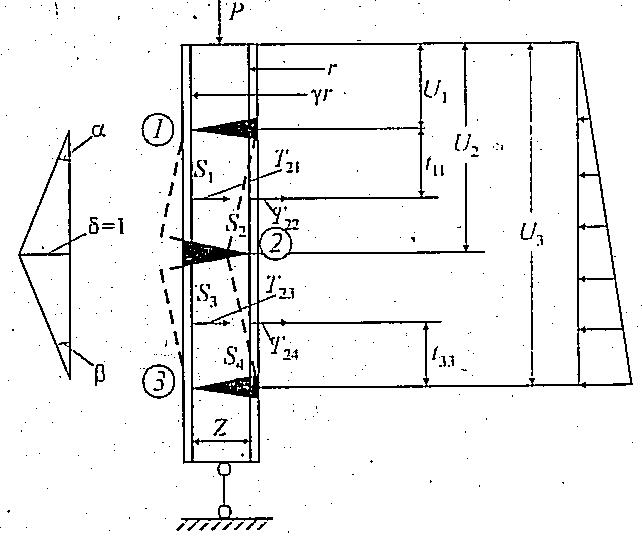 P
r
γr
U₁
1
α
U₂
S₁
T₂₁
t₁₁
δ=1
S₂
T₂₂
2
U₃
S₃
T₂₃
S₄
T₂₄
t₃₃
β
3
Z